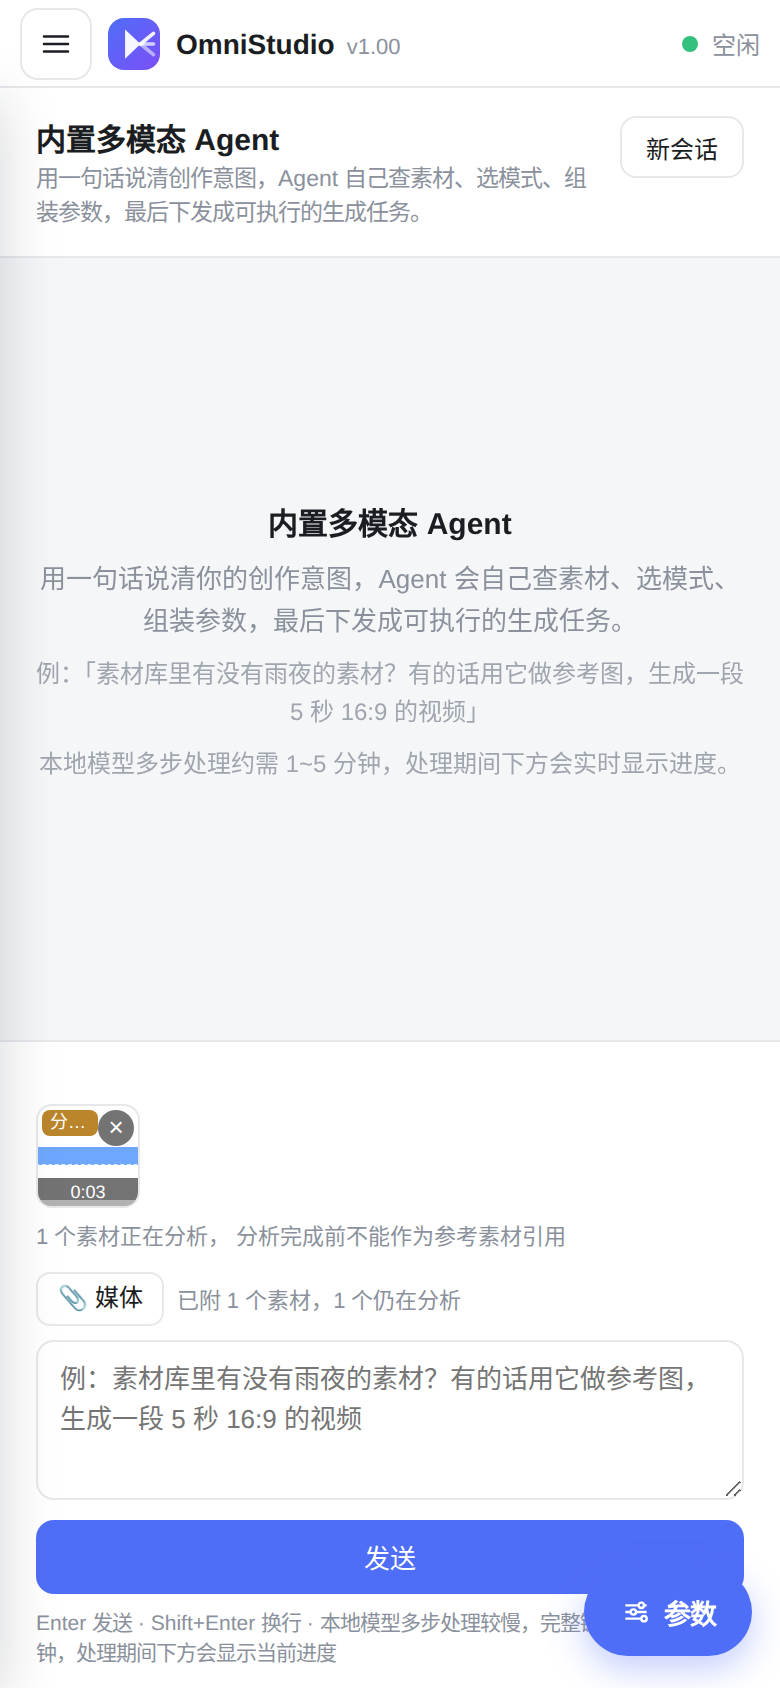 OmniStudio v1.00
空闲
内置多模态 Agent
新会话
用一句话说清创作意图，Agent 自己查素材、选模式、组
装参数，最后下发成可执行的生成任务。
内置多模态 Agent
用一句话说清你的创作意图，Agent 会自己查素材、选模式、
组装参数，最后下发成可执行的生成任务。
例：「素材库里有没有雨夜的素材？有的话用它做参考图，生成一段
5 秒 16:9 的视频」
本地模型多步处理约需 1~5 分钟，处理期间下方会实时显示进度。
分…
0:03
1 个素材正在分析， 分析完成前不能作为参考素材引用
媒体
已附 1 个素材，1 个仍在分析
例：素材库里有没有雨夜的素材？有的话用它做参考图，
生成一段 5 秒 16:9 的视频
发送
Enter 发送 · Shift+Enter 换行 · 本地模型多步处理较慢，完整
钟，处理期间下方会显示当前进度
参数